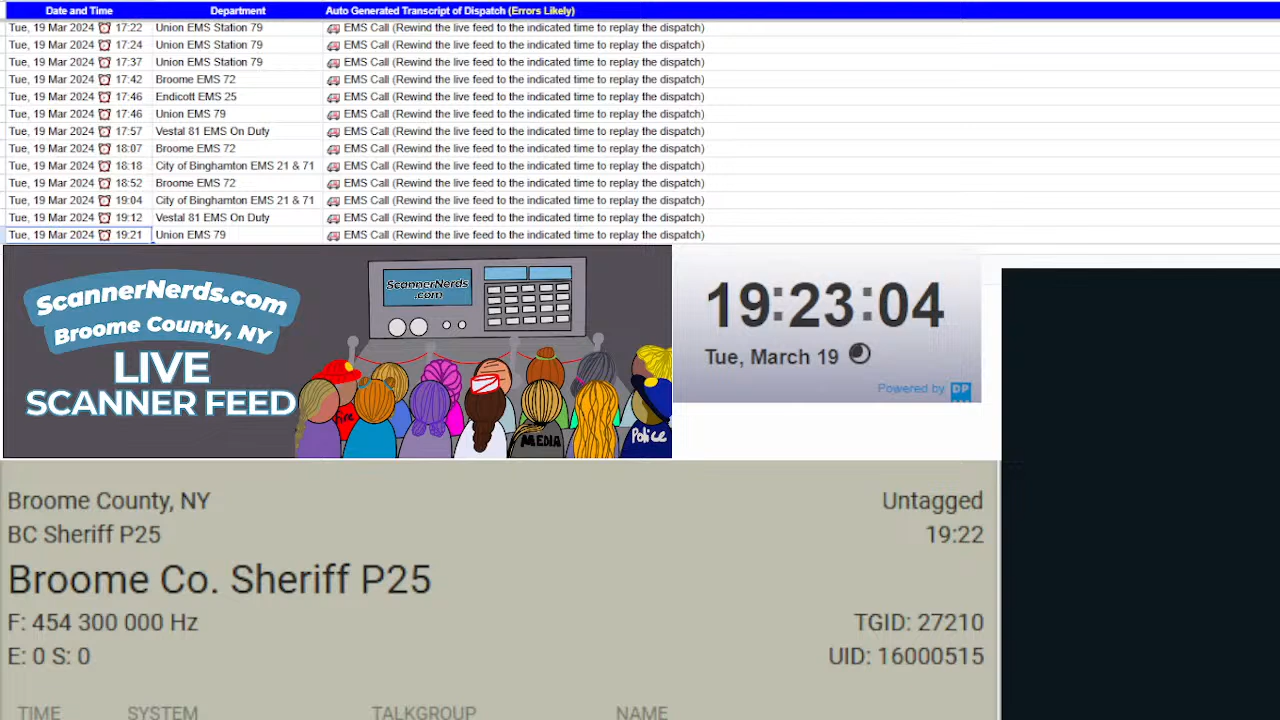 Date and Time Department Auto Generated Transcript of Dispatch (Errors Likely)
Tue, 19 Mar 2024 ⏰ 17:22 Union EMS Station 79 🚑 EMS Call (Rewind the live feed to the indicated time to replay the dispatch)
Tue, 19 Mar 2024 ⏰ 17:24 Union EMS Station 79 🚑 EMS Call (Rewind the live feed to the indicated time to replay the dispatch)
Tue, 19 Mar 2024 ⏰ 17:37 Union EMS Station 79 🚑 EMS Call (Rewind the live feed to the indicated time to replay the dispatch)
Tue, 19 Mar 2024 ⏰ 17:42 Broome EMS 72 🚑 EMS Call (Rewind the live feed to the indicated time to replay the dispatch)
Tue, 19 Mar 2024 ⏰ 17:46 Endicott EMS 25 🚑 EMS Call (Rewind the live feed to the indicated time to replay the dispatch)
Tue, 19 Mar 2024 ⏰ 17:46 Union EMS 79 🚑 EMS Call (Rewind the live feed to the indicated time to replay the dispatch)
Tue, 19 Mar 2024 ⏰ 17:57 Vestal 81 EMS On Duty 🚑 EMS Call (Rewind the live feed to the indicated time to replay the dispatch)
Tue, 19 Mar 2024 ⏰ 18:07 Broome EMS 72 🚑 EMS Call (Rewind the live feed to the indicated time to replay the dispatch)
Tue, 19 Mar 2024 ⏰ 18:18 City of Binghamton EMS 21 & 71 🚑 EMS Call (Rewind the live feed to the indicated time to replay the dispatch)
Tue, 19 Mar 2024 ⏰ 18:52 Broome EMS 72 🚑 EMS Call (Rewind the live feed to the indicated time to replay the dispatch)
Tue, 19 Mar 2024 ⏰ 19:04 City of Binghamton EMS 21 & 71 🚑 EMS Call (Rewind the live feed to the indicated time to replay the dispatch)
Tue, 19 Mar 2024 ⏰ 19:12 Vestal 81 EMS On Duty 🚑 EMS Call (Rewind the live feed to the indicated time to replay the dispatch)
Tue, 19 Mar 2024 ⏰ 19:21 Union EMS 79 🚑 EMS Call (Rewind the live feed to the indicated time to replay the dispatch)
ScannerNerds.com
Broome County, NY
LIVE
SCANNER FEED
ScannerNerds
.com
Fire
MEDIA
Police
19:23:04
Tue, March 19
Powered by DP
Broome County, NY Untagged
BC Sheriff P25 19:22
Broome Co. Sheriff P25
F: 454 300 000 Hz TGID: 27210
E: 0 S: 0 UID: 16000515
TIME SYSTEM TALKGROUP NAME